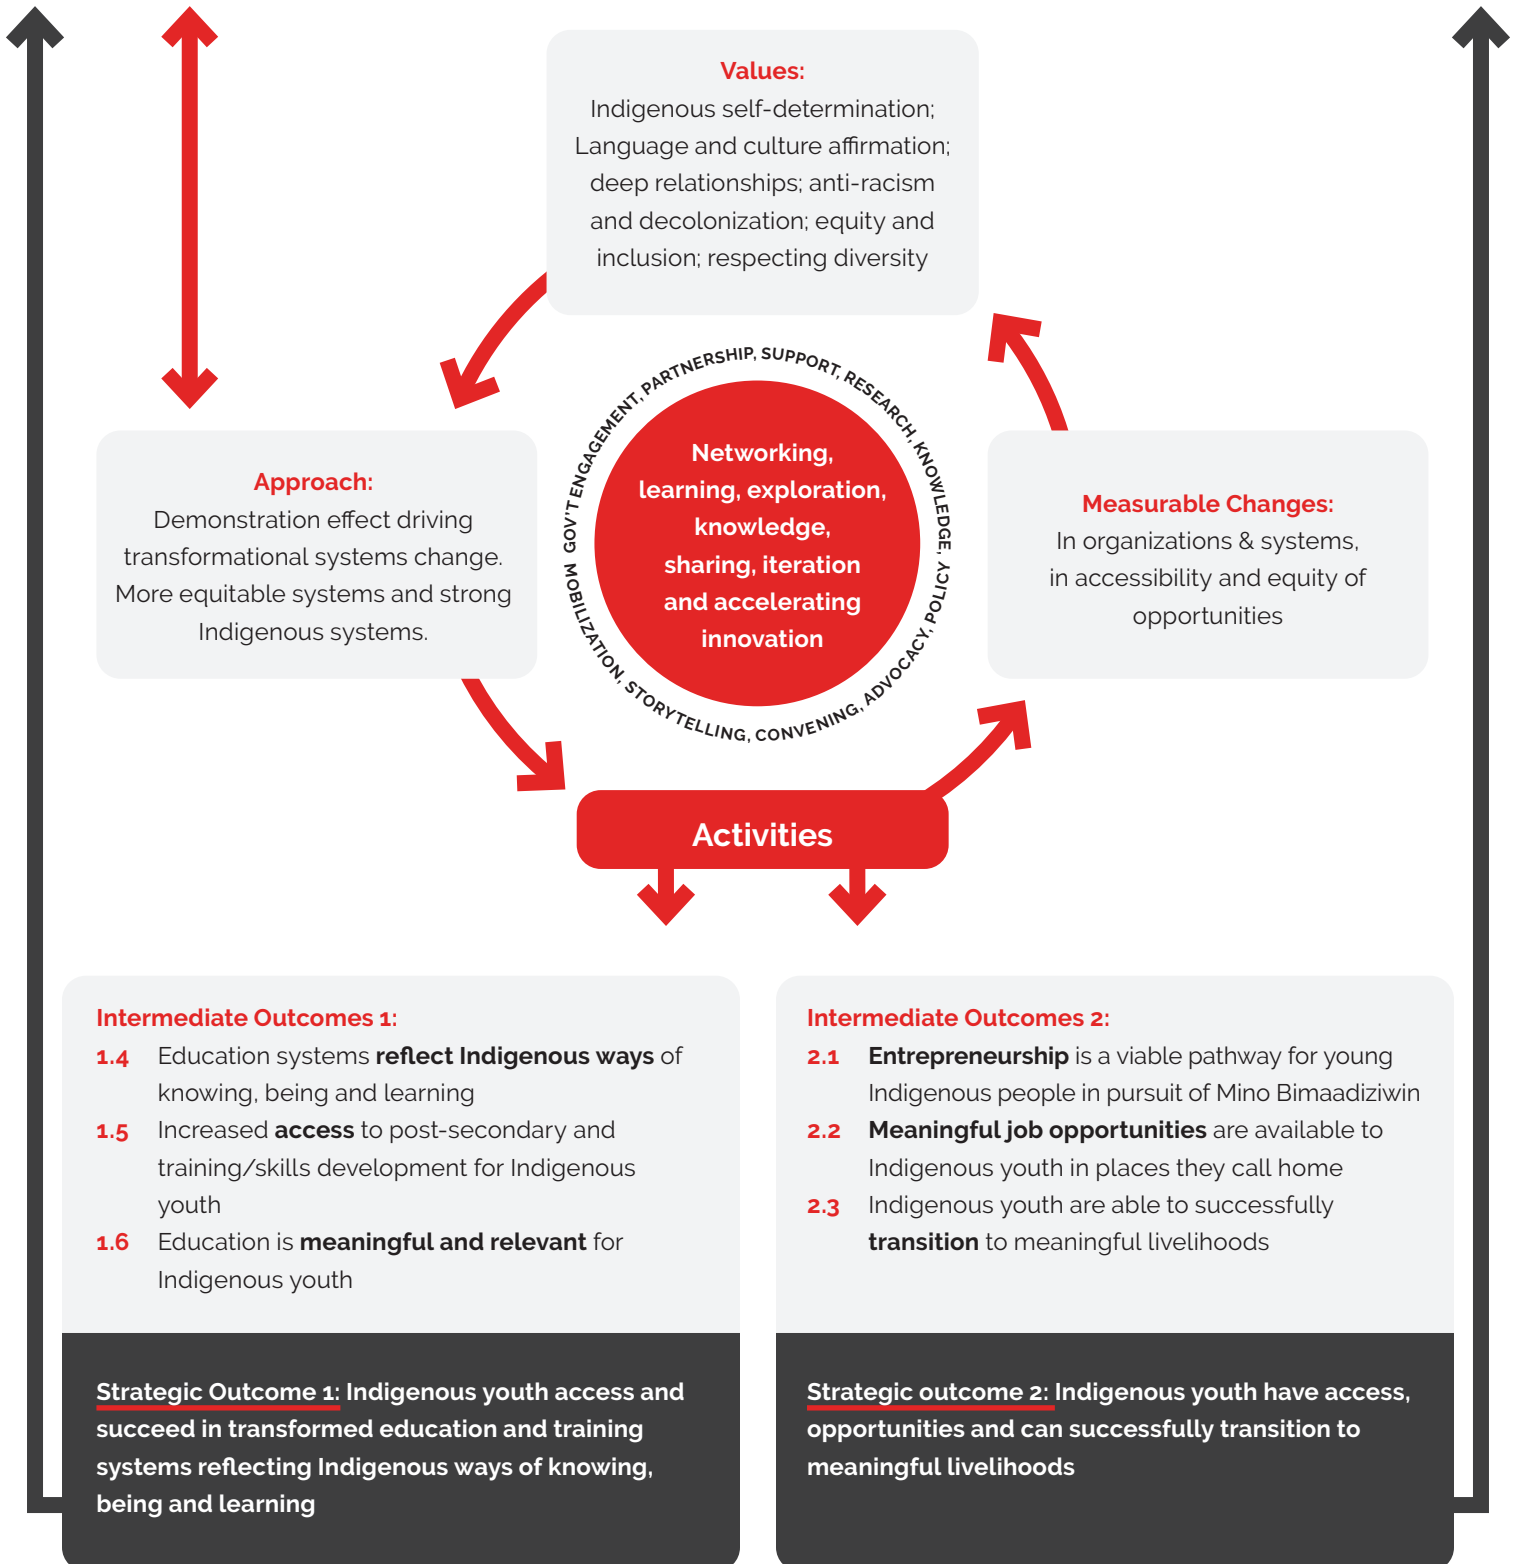 Values:
Indigenous self-determination;
Language and culture affirmation;
deep relationships; anti-racism
and decolonization; equity and
inclusion; respecting diversity
GOV'T ENGAGEMENT, PARTNERSHIP, SUPPORT, RESEARCH, KNOWLEDGE,
MOBILIZATION, STORYTELLING, CONVENING, ADVOCACY, POLICY
Networking,
learning, exploration,
knowledge,
sharing, iteration
and accelerating
innovation
Approach:
Demonstration effect driving
transformational systems change.
More equitable systems and strong
Indigenous systems.
Measurable Changes:
In organizations & systems,
in accessibility and equity of
opportunities
Activities
Intermediate Outcomes 1:
1.4 Education systems reflect Indigenous ways of
knowing, being and learning
1.5 Increased access to post-secondary and
training/skills development for Indigenous
youth
1.6 Education is meaningful and relevant for
Indigenous youth
Strategic Outcome 1: Indigenous youth access and
succeed in transformed education and training
systems reflecting Indigenous ways of knowing,
being and learning
Intermediate Outcomes 2:
2.1 Entrepreneurship is a viable pathway for young
Indigenous people in pursuit of Mino Bimaadiziwin
2.2 Meaningful job opportunities are available to
Indigenous youth in places they call home
2.3 Indigenous youth are able to successfully
transition to meaningful livelihoods
Strategic outcome 2: Indigenous youth have access,
opportunities and can successfully transition to
meaningful livelihoods